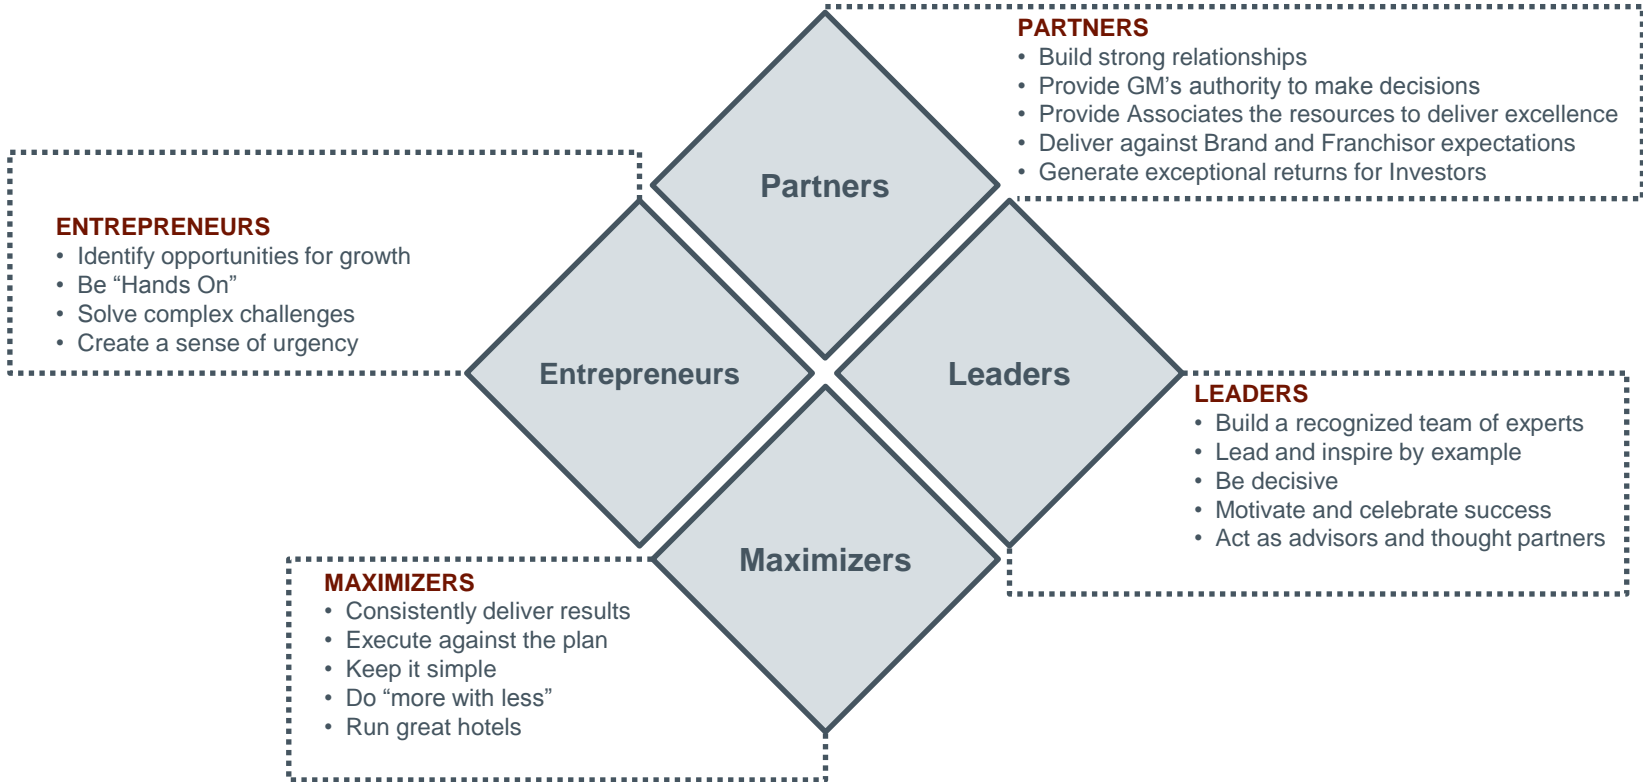 PARTNERS
• Build strong relationships
• Provide GM’s authority to make decisions
• Provide Associates the resources to deliver excellence
• Deliver against Brand and Franchisor expectations
• Generate exceptional returns for Investors
Partners
ENTREPRENEURS
• Identify opportunities for growth
• Be “Hands On”
• Solve complex challenges
• Create a sense of urgency
Entrepreneurs
Leaders
LEADERS
• Build a recognized team of experts
• Lead and inspire by example
• Be decisive
• Motivate and celebrate success
• Act as advisors and thought partners
Maximizers
MAXIMIZERS
• Consistently deliver results
• Execute against the plan
• Keep it simple
• Do “more with less”
• Run great hotels